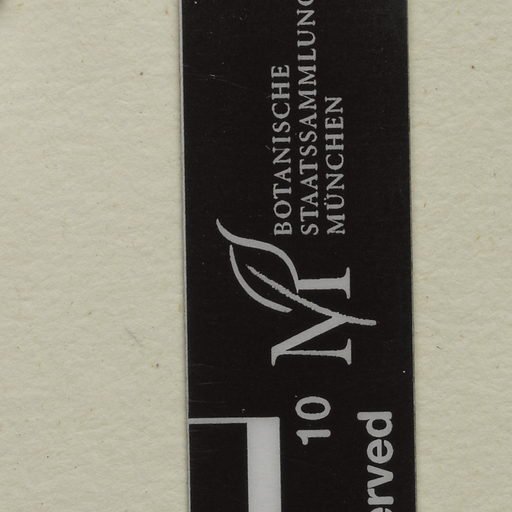 BOTANISCHE
STAATSSAMMLUNG
MÜNCHEN
M
10
erved